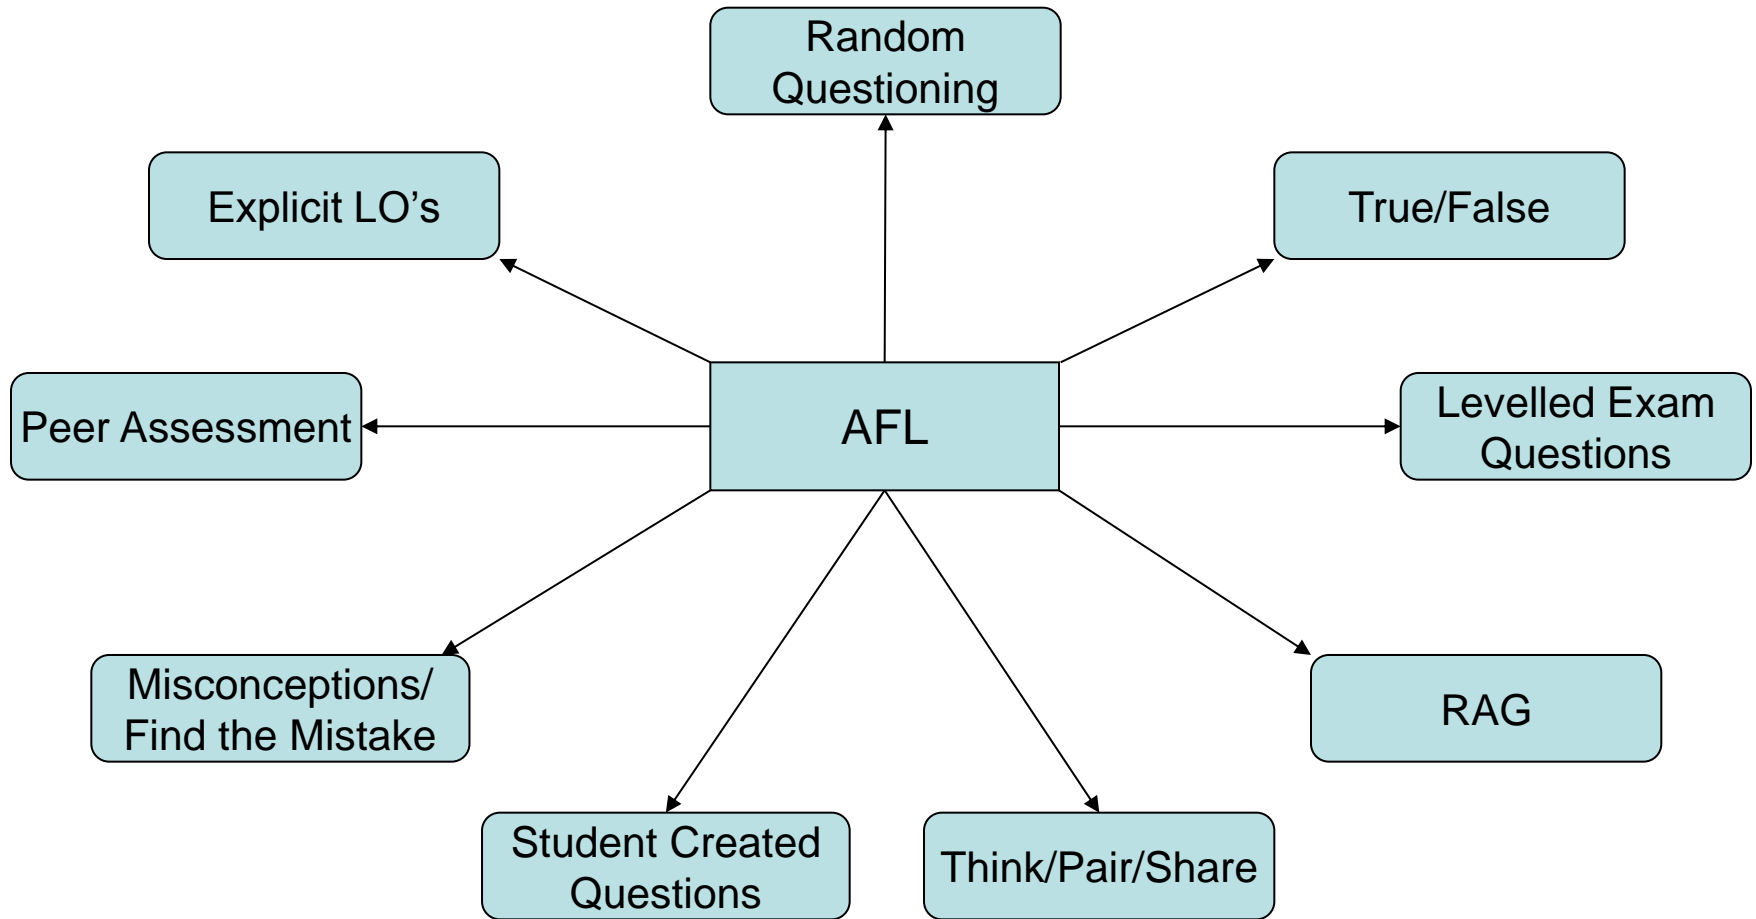 Random
Questioning
Explicit LO’s
True/False
Peer Assessment
AFL
Levelled Exam
Questions
Misconceptions/
Find the Mistake
RAG
Student Created
Questions
Think/Pair/Share